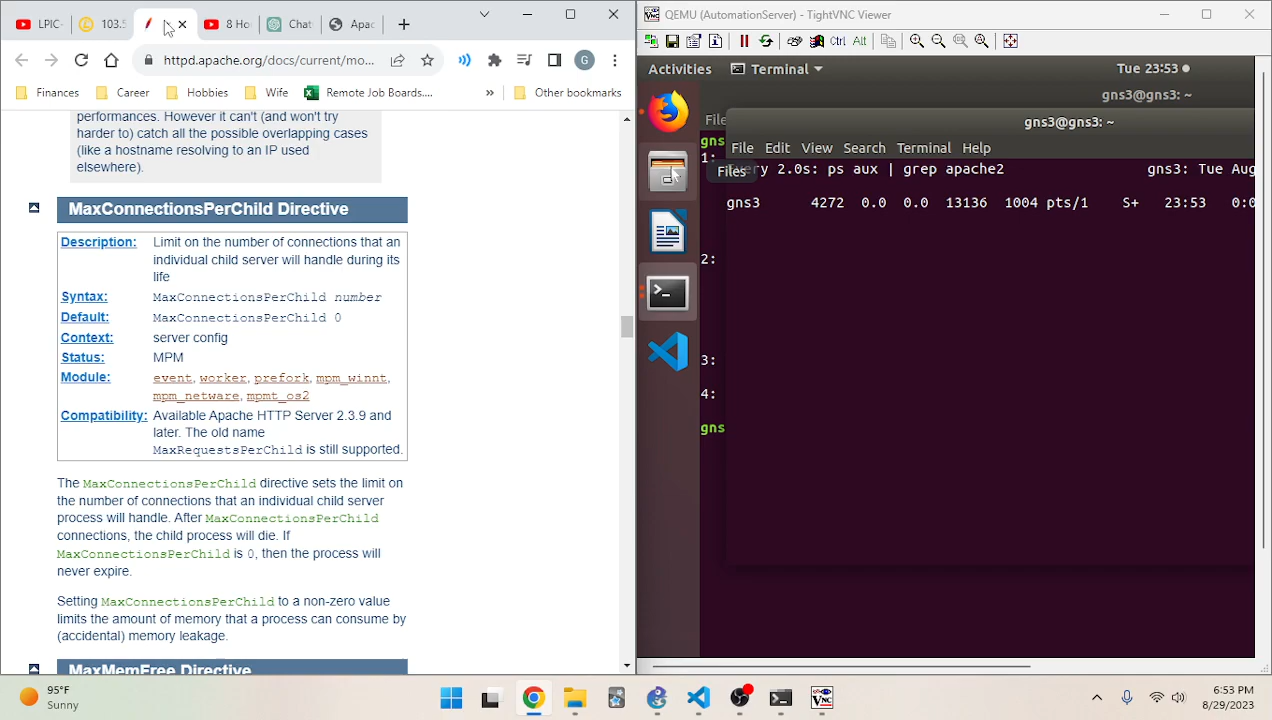 LPIC-
103.5
8 Ho
Chat
Apac
httpd.apache.org/docs/current/mo...
G
Finances
Career
Hobbies
Wife
Remote Job Boards....
»
Other bookmarks
performances. However it can't (and won't try
harder to) catch all the possible overlapping cases
(like a hostname resolving to an IP used
elsewhere).
MaxConnectionsPerChild Directive
Description: Limit on the number of connections that an
individual child server will handle during its
life
Syntax: MaxConnectionsPerChild number
Default: MaxConnectionsPerChild 0
Context: server config
Status: MPM
Module: event, worker, prefork, mpm_winnt,
mpm_netware, mpmt_os2
Compatibility: Available Apache HTTP Server 2.3.9 and
later. The old name
MaxRequestsPerChild is still supported.
The MaxConnectionsPerChild directive sets the limit on
the number of connections that an individual child server
process will handle. After MaxConnectionsPerChild
connections, the child process will die. If
MaxConnectionsPerChild is 0, then the process will
never expire.
Setting MaxConnectionsPerChild to a non-zero value
limits the amount of memory that a process can consume by
(accidental) memory leakage.
MaxMemFree Directive
QEMU (AutomationServer) - TightVNC Viewer
Ctrl Alt
Activities
Terminal
Tue 23:53
gns3@gns3: ~
File
gns
1:
2:
3:
4:
gns
gns3@gns3: ~
File Edit View Search Terminal Help
Files
very 2.0s: ps aux | grep apache2 gns3: Tue Aug
gns3 4272 0.0 0.0 13136 1004 pts/1 S+ 23:53 0:0
95°F
Sunny
6:53 PM
8/29/2023